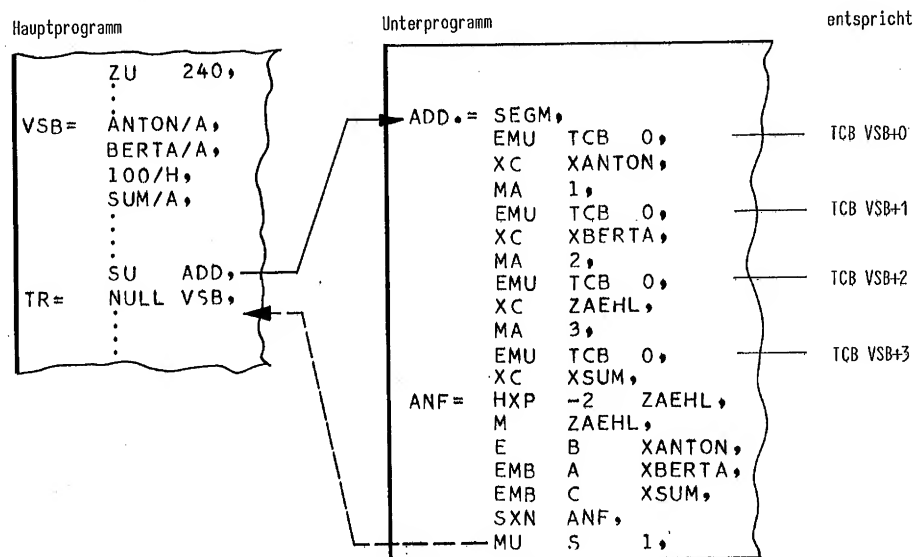 Hauptprogramm
ZU 240,
VSB= ANTON/A,
BERTA/A,
100/H,
SUM/A,
SU ADD,
TR= NULL VSB,
Unterprogramm
ADD.= SEGM,
EMU TCB 0,
XC XANTON,
MA 1,
EMU TCB 0,
XC XBERTA,
MA 2,
EMU TCB 0,
XC ZAEHL,
MA 3,
EMU TCB 0,
XC XSUM,
ANF= HXP -2 ZAEHL,
M ZAEHL,
E B XANTON,
EMB A XBERTA,
EMB C XSUM,
SXN ANF,
MU S 1,
entspricht
TCB VSB+0
TCB VSB+1
TCB VSB+2
TCB VSB+3